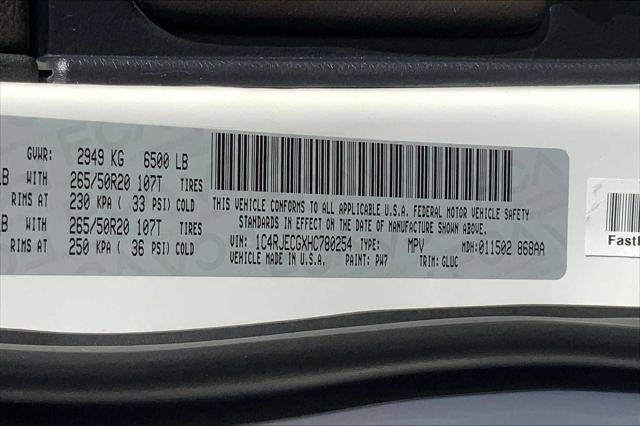 GVWR: 2949 KG 6500 LB
LB WITH 265/50R20 107T TIRES
RIMS AT 230 KPA ( 33 PSI) COLD
LB WITH 265/50R20 107T TIRES
RIMS AT 250 KPA ( 36 PSI) COLD
THIS VEHICLE CONFORMS TO ALL APPLICABLE U.S.A. FEDERAL MOTOR VEHICLE SAFETY
STANDARDS IN EFFECT ON THE DATE OF MANUFACTURE SHOWN ABOVE.
VIN: 1C4RJECGXHC780254 TYPE: MPV MDH: 011502 868AA
VEHICLE MADE IN U.S.A. PAINT: PW7 TRIM: GLUC